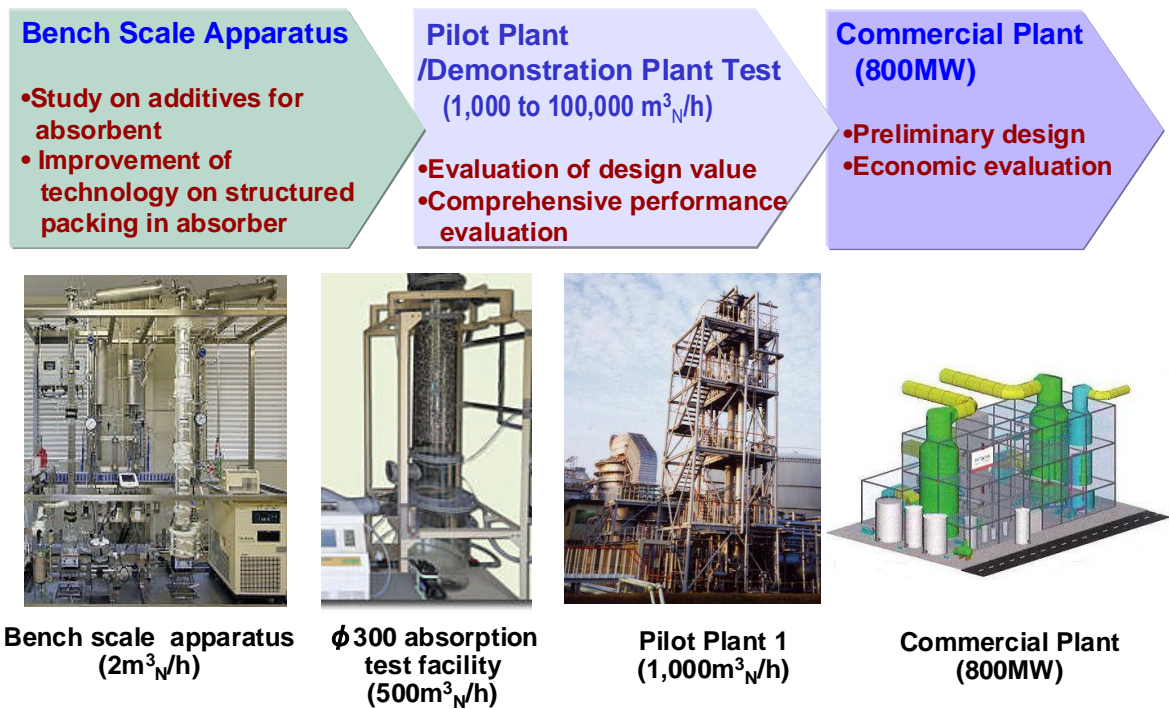 Bench Scale Apparatus
•Study on additives for
absorbent
• Improvement of
technology on structured
packing in absorber
Pilot Plant
/Demonstration Plant Test
(1,000 to 100,000 m³N/h)
•Evaluation of design value
•Comprehensive performance
evaluation
Commercial Plant
(800MW)
•Preliminary design
•Economic evaluation
Bench scale apparatus
(2m³N/h)
ϕ300 absorption
test facility
(500m³N/h)
Pilot Plant 1
(1,000m³N/h)
Commercial Plant
(800MW)